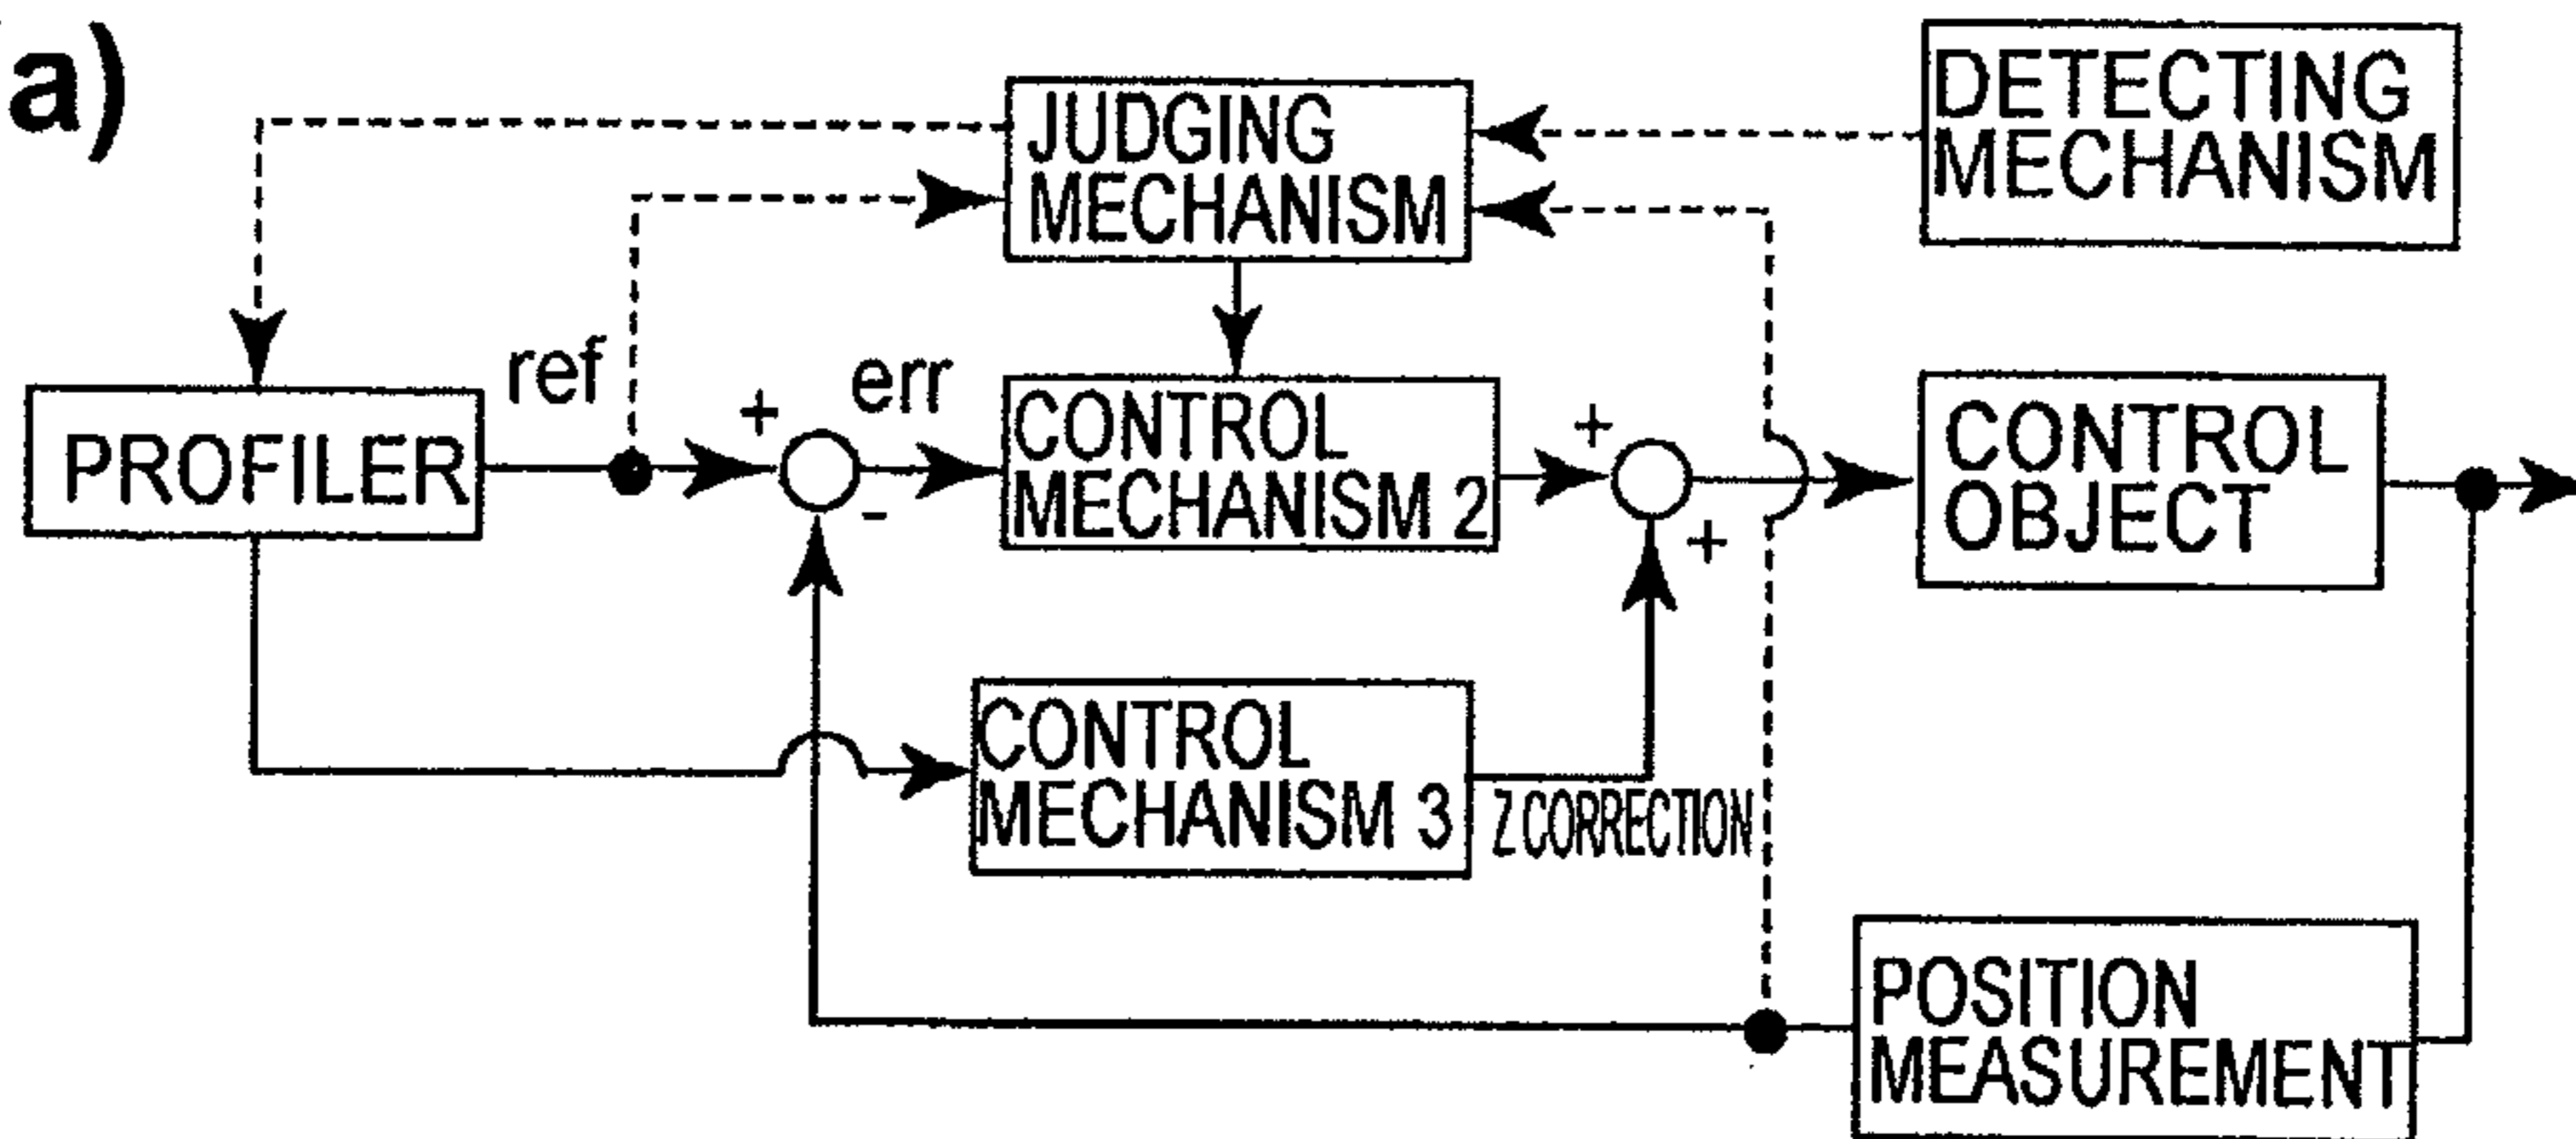 a)
JUDGING
MECHANISM
DETECTING
MECHANISM
ref
+
err
-
PROFILER
CONTROL
MECHANISM 2
+
+
CONTROL
OBJECT
CONTROL
MECHANISM 3
Z CORRECTION
POSITION
MEASUREMENT